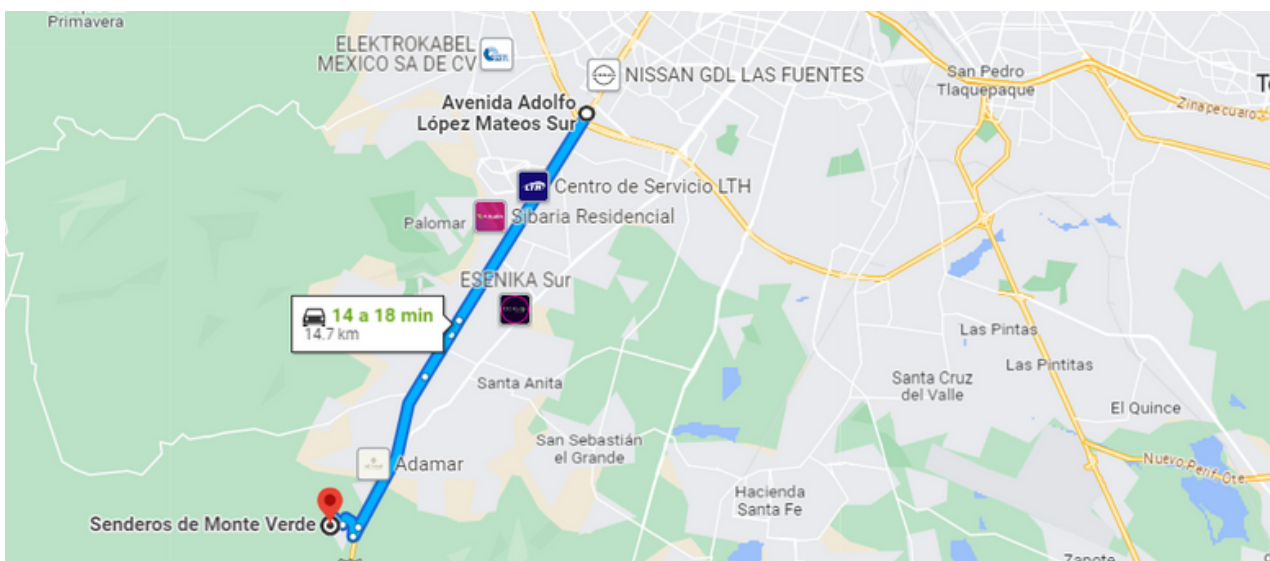 Primavera
ELEKTROKABEL
MEXICO SA DE CV
NISSAN GDL LAS FUENTES
San Pedro
Tlaquepaque
Zinapecuaro
Avenida Adolfo
López Mateos Sur
LTH
Centro de Servicio LTH
Palomar
Sibaria Residencial
ESENIKA Sur
14 a 18 min
14.7 km
Las Pintas
Las Pintitas
Santa Anita
Santa Cruz
del Valle
El Quince
San Sebastián
el Grande
Adamar
Nuevo Perif. Ote.
Hacienda
Santa Fe
Senderos de Monte Verde
Zapote